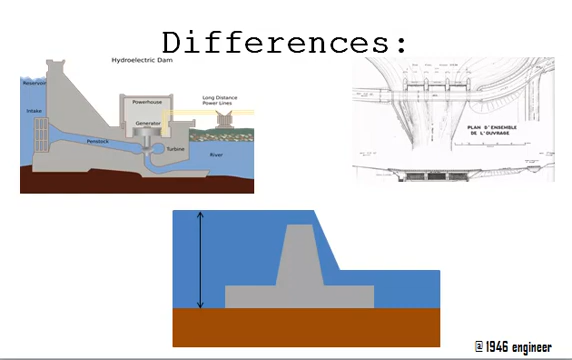 Differences:
Hydroelectric Dam
Reservoir
Long Distance
Power Lines
Powerhouse
Intake
Generator
Penstock
Turbine
River
PLAN D'ENSEMBLE
DE L'OUVRAGE
@ 1946 engineer